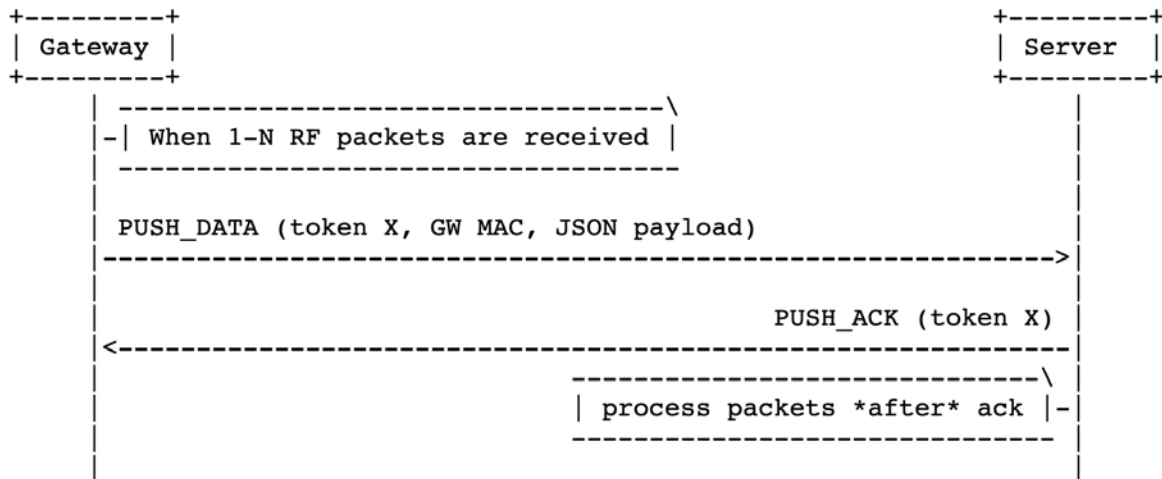 Gateway
Server
When 1-N RF packets are received
PUSH_DATA (token X, GW MAC, JSON payload)
PUSH_ACK (token X)
process packets *after* ack